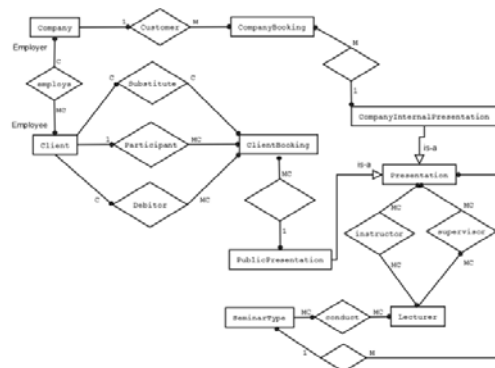 1
M
Company
Customer
CompanyBooking
Employer
M
C
employs
C
Substitute
C
MC
1
Employee
CompanyInternalPresentation
Client
1
Participant
MC
ClientBooking
is-a
MC
is-a
Presentation
C
Debitor
MC
MC
MC
instructor
supervisor
1
PublicPresentation
MC
MC
SeminarType
MC
conduct
MC
Lecturer
1
M